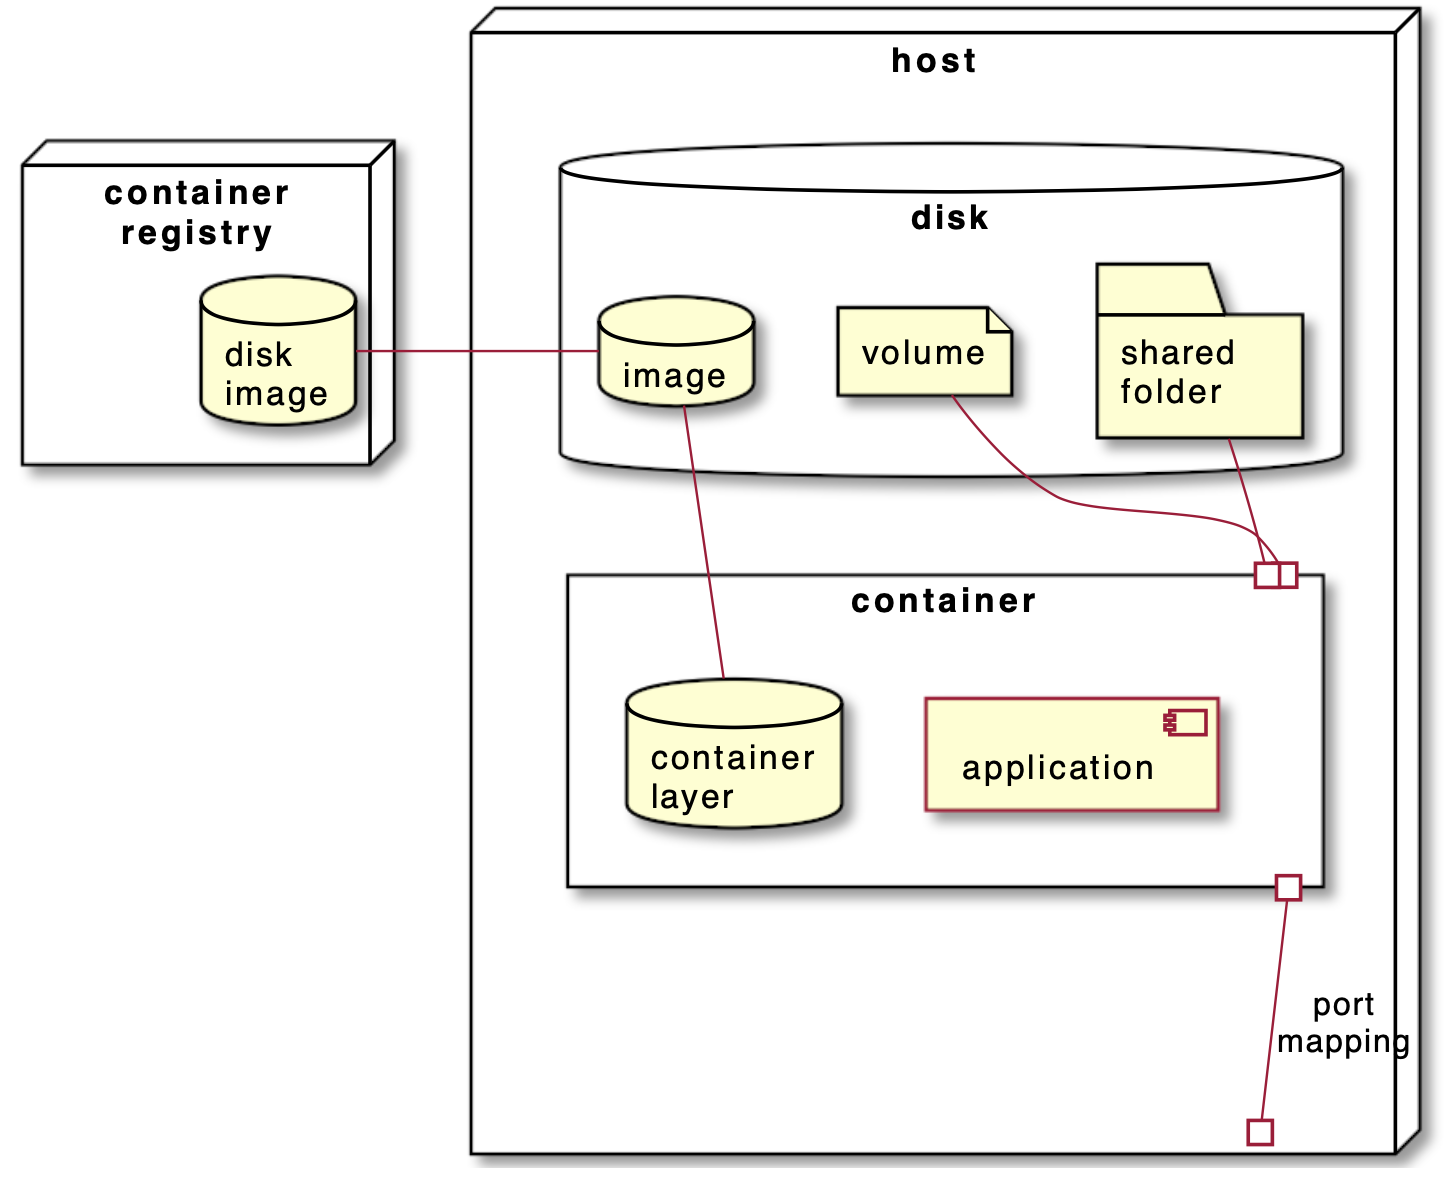 host
container
registry
disk
disk
image
image
volume
shared
folder
container
container
layer
application
port
mapping